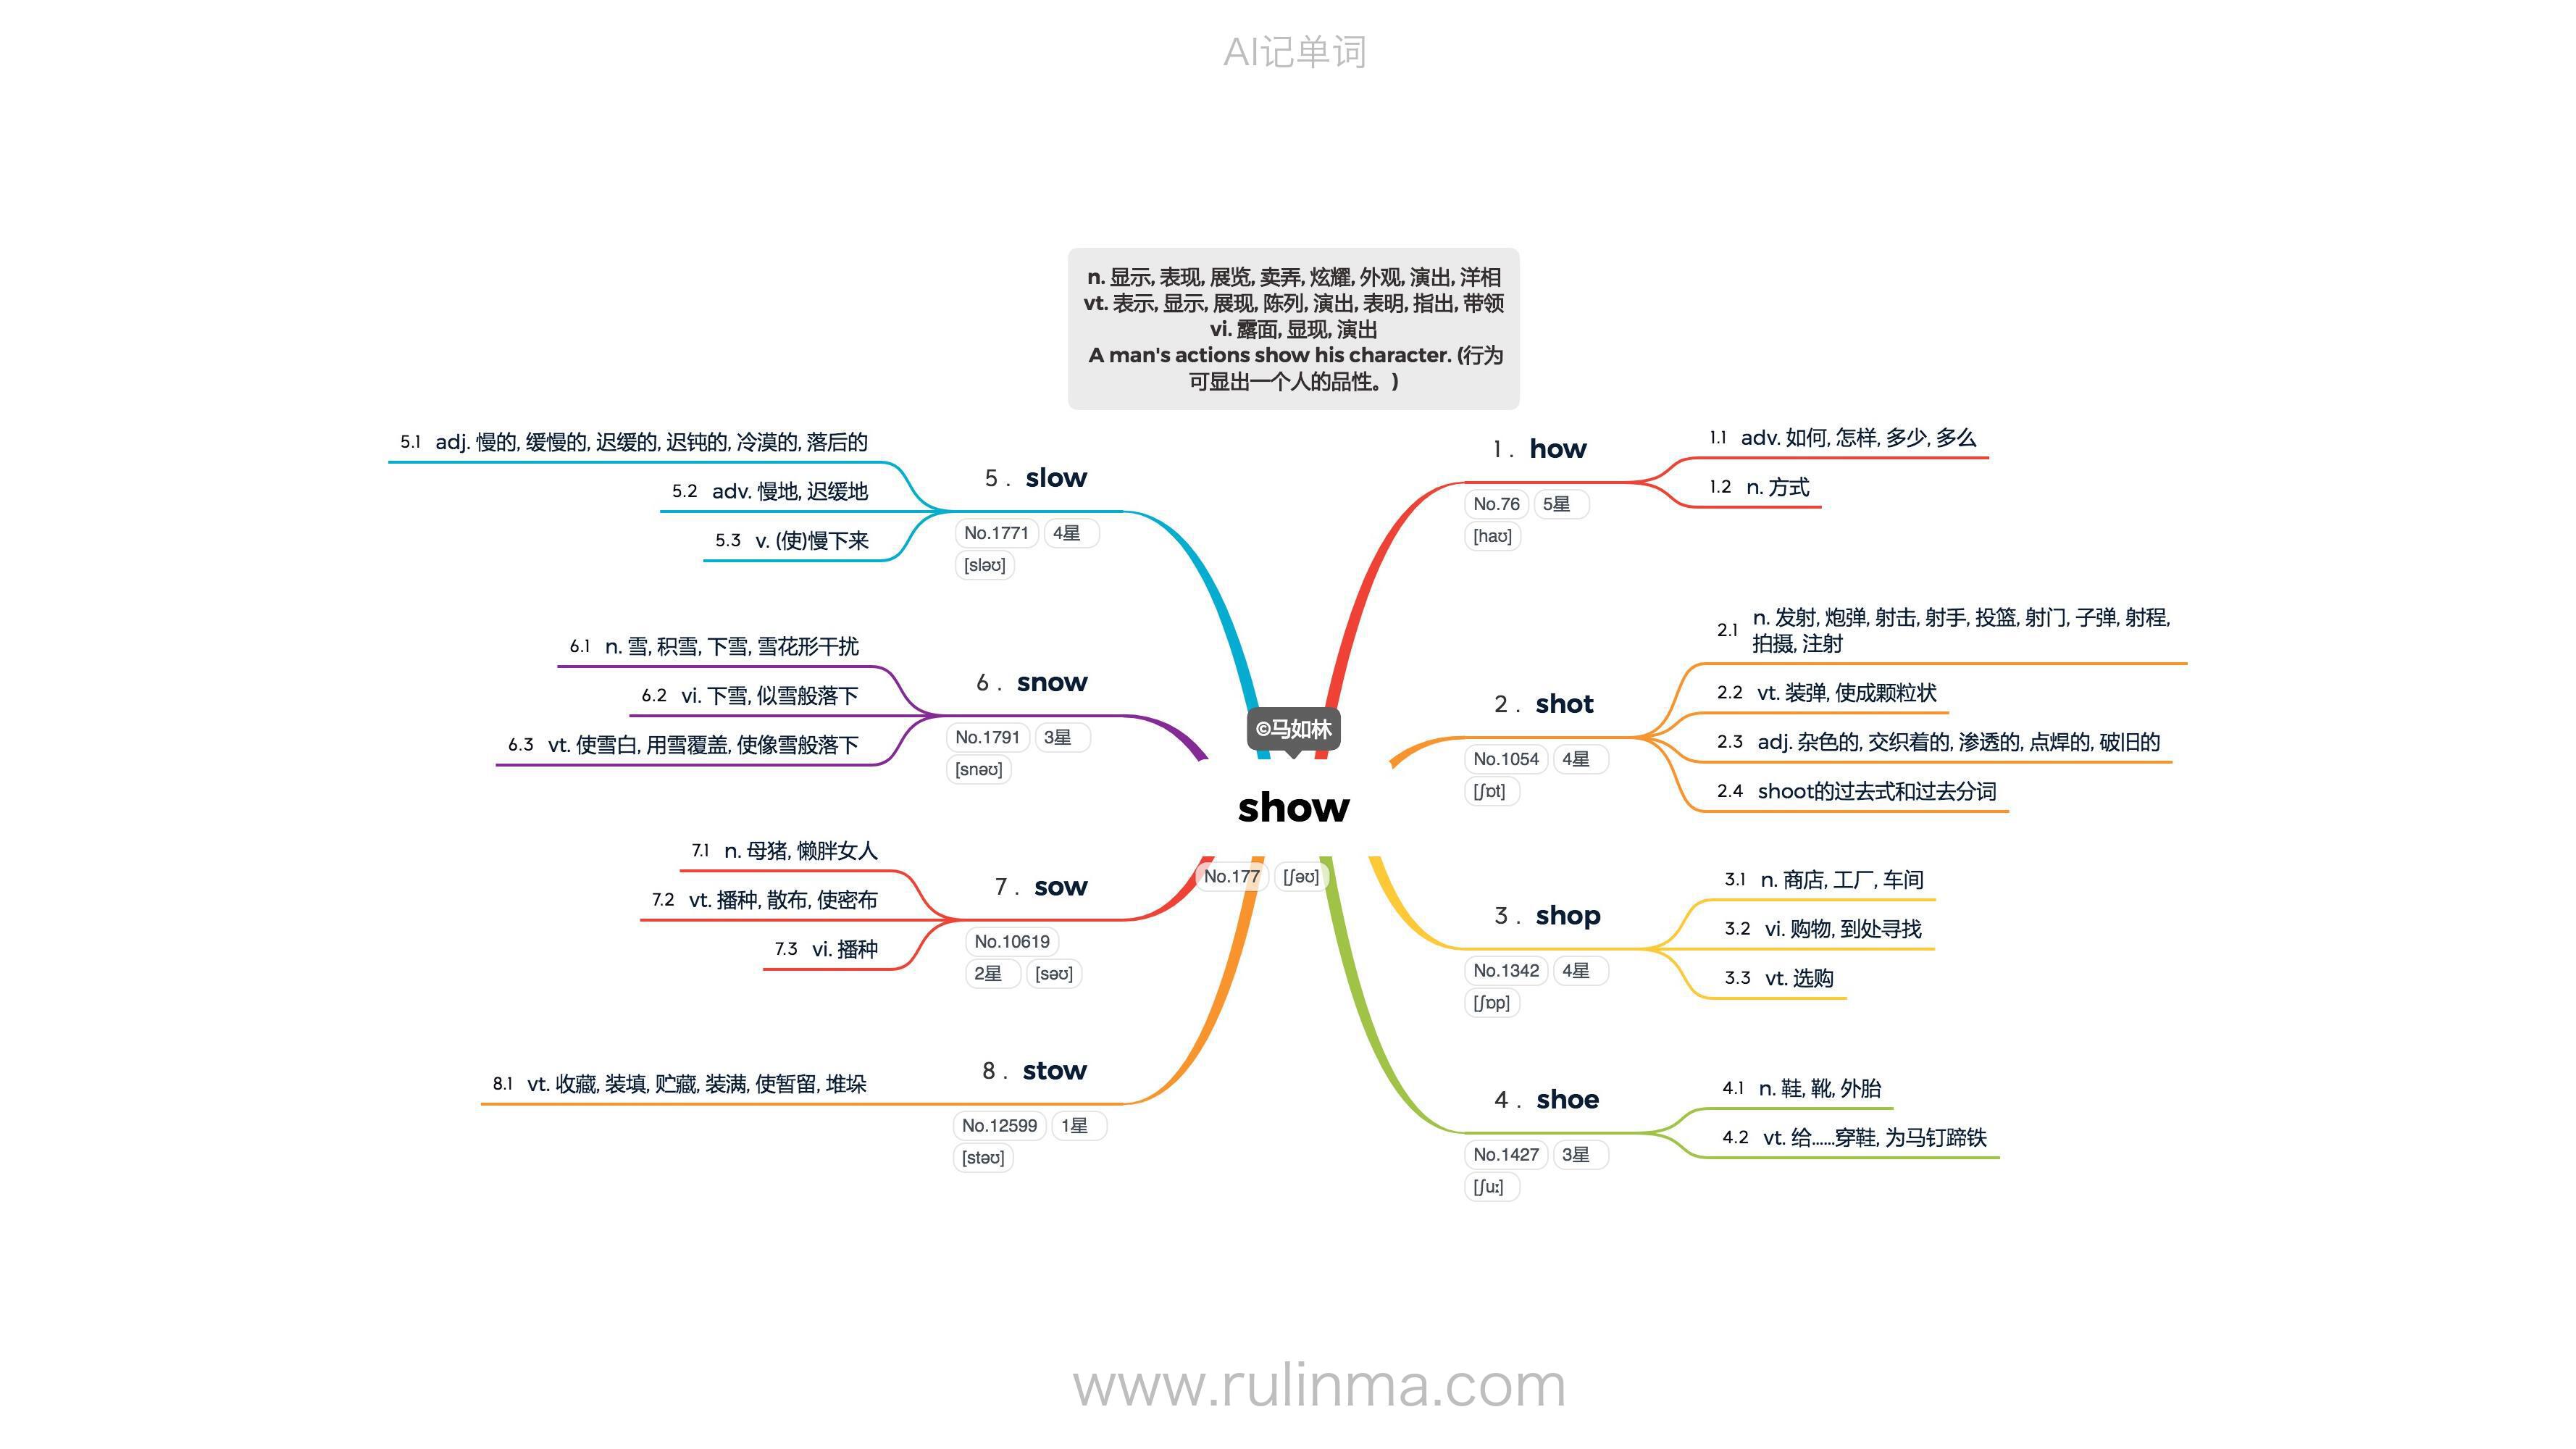 AI记单词
n. 显示, 表现, 展览, 卖弄, 炫耀, 外观, 演出, 洋相
vt. 表示, 显示, 展现, 陈列, 演出, 表明, 指出, 带领
vi. 露面, 显现, 演出
A man's actions show his character. (行为
可显出一个人的品性。)
©马如林
show
No.177 [ʃəʊ]
1 . how
No.76 5星
[haʊ]
1.1 adv. 如何, 怎样, 多少, 多么
1.2 n. 方式
2 . shot
No.1054 4星
[ʃɒt]
2.1 n. 发射, 炮弹, 射击, 射手, 投篮, 射门, 子弹, 射程,
拍摄, 注射
2.2 vt. 装弹, 使成颗粒状
2.3 adj. 杂色的, 交织着的, 渗透的, 点焊的, 破旧的
2.4 shoot的过去式和过去分词
3 . shop
No.1342 4星
[ʃɒp]
3.1 n. 商店, 工厂, 车间
3.2 vi. 购物, 到处寻找
3.3 vt. 选购
4 . shoe
No.1427 3星
[ʃuː]
4.1 n. 鞋, 靴, 外胎
4.2 vt. 给......穿鞋, 为马钉蹄铁
5 . slow
No.1771 4星
[sləʊ]
5.1 adj. 慢的, 缓慢的, 迟缓的, 迟钝的, 冷漠的, 落后的
5.2 adv. 慢地, 迟缓地
5.3 v. (使)慢下来
6 . snow
No.1791 3星
[snəʊ]
6.1 n. 雪, 积雪, 下雪, 雪花形干扰
6.2 vi. 下雪, 似雪般落下
6.3 vt. 使雪白, 用雪覆盖, 使像雪般落下
7 . sow
No.10619
2星 [səʊ]
7.1 n. 母猪, 懒胖女人
7.2 vt. 播种, 散布, 使密布
7.3 vi. 播种
8 . stow
No.12599 1星
[stəʊ]
8.1 vt. 收藏, 装填, 贮藏, 装满, 使暂留, 堆垛
www.rulinma.com